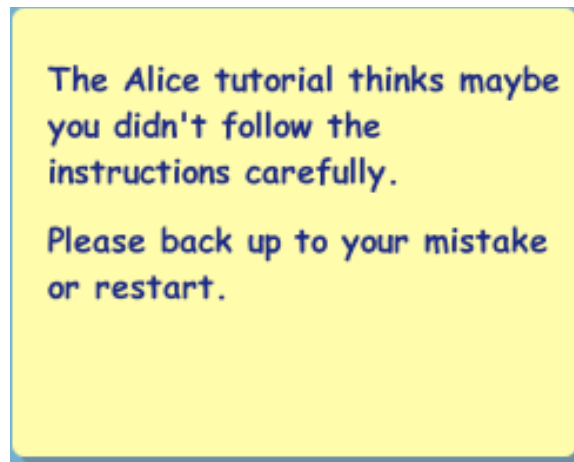 The Alice tutorial thinks maybe
you didn't follow the
instructions carefully.
Please back up to your mistake
or restart.